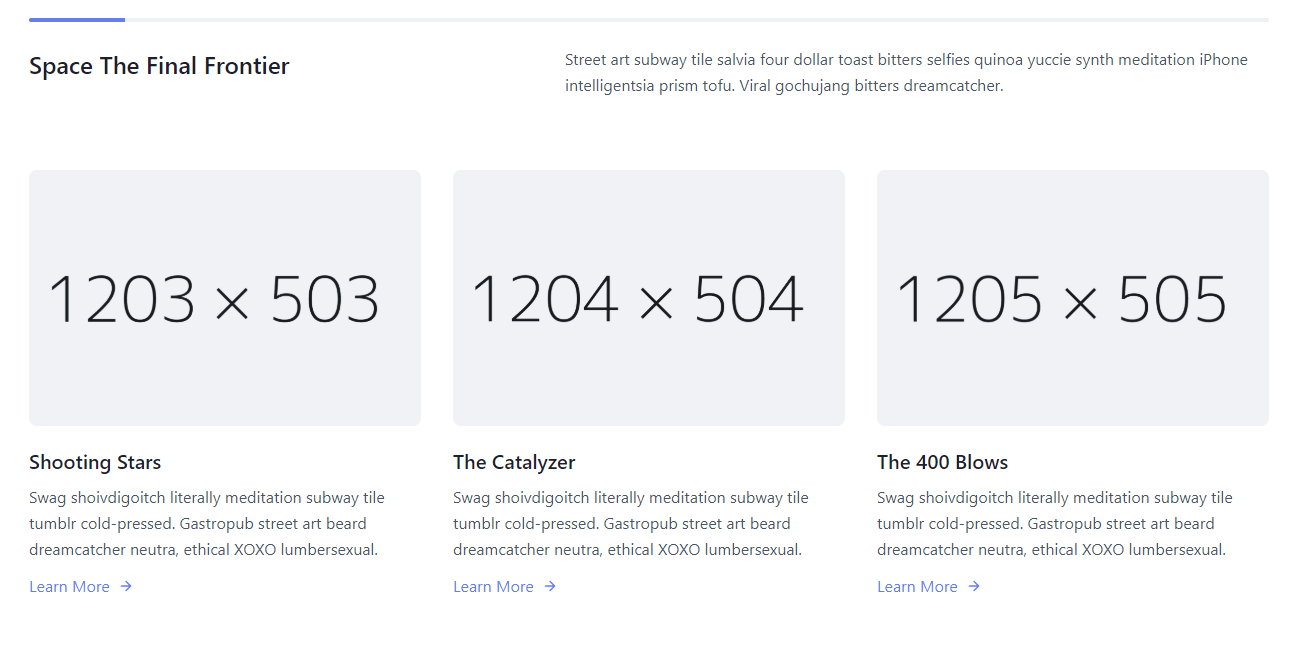 Space The Final Frontier
Street art subway tile salvia four dollar toast bitters selfies quinoa yuccie synth meditation iPhone
intelligentsia prism tofu. Viral gochujang bitters dreamcatcher.
1203 × 503
1204 × 504
1205 × 505
Shooting Stars
Swag shoivdigoitch literally meditation subway tile
tumblr cold-pressed. Gastropub street art beard
dreamcatcher neutra, ethical XOXO lumbersexual.
Learn More →
The Catalyzer
Swag shoivdigoitch literally meditation subway tile
tumblr cold-pressed. Gastropub street art beard
dreamcatcher neutra, ethical XOXO lumbersexual.
Learn More →
The 400 Blows
Swag shoivdigoitch literally meditation subway tile
tumblr cold-pressed. Gastropub street art beard
dreamcatcher neutra, ethical XOXO lumbersexual.
Learn More →